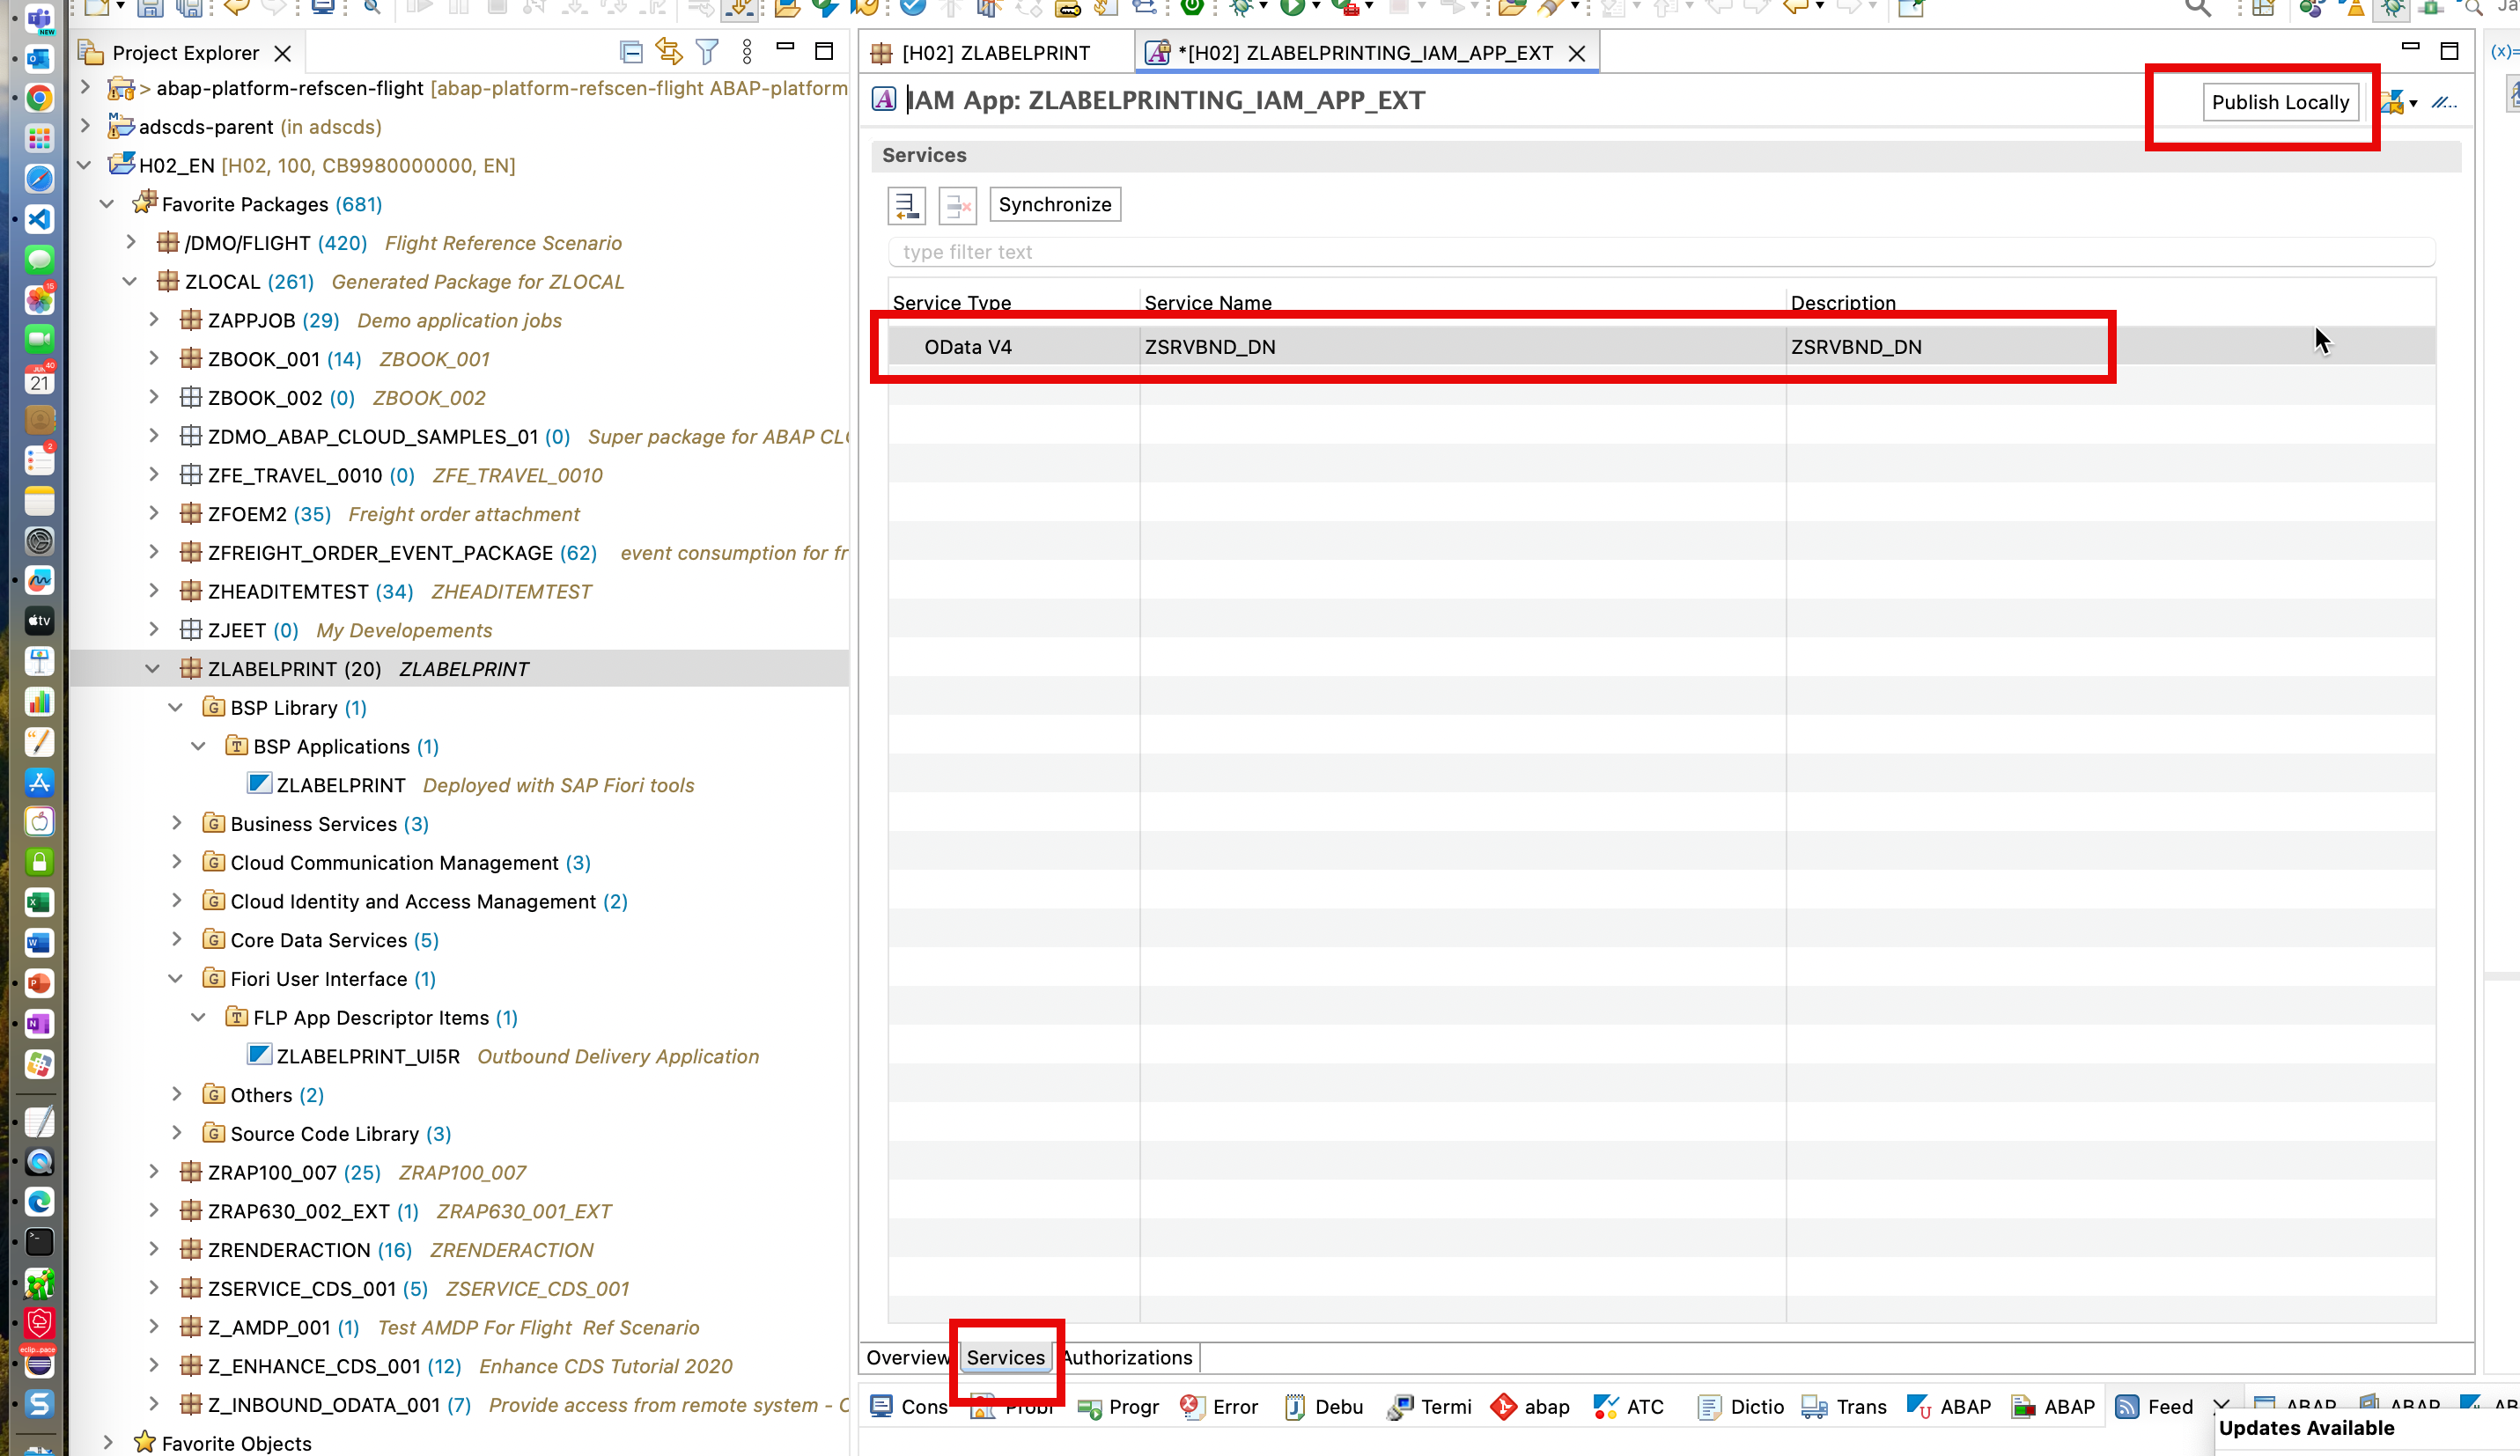 Project Explorer
> abap-platform-refscen-flight [abap-platform-refscen-flight ABAP-platform
adscds-parent (in adscds)
H02_EN [H02, 100, CB9980000000, EN]
Favorite Packages (681)
/DMO/FLIGHT (420) Flight Reference Scenario
ZLOCAL (261) Generated Package for ZLOCAL
ZAPPJOB (29) Demo application jobs
ZBOOK_001 (14) ZBOOK_001
ZBOOK_002 (0) ZBOOK_002
ZDMO_ABAP_CLOUD_SAMPLES_01 (0) Super package for ABAP CL
ZFE_TRAVEL_0010 (0) ZFE_TRAVEL_0010
ZFOEM2 (35) Freight order attachment
ZFREIGHT_ORDER_EVENT_PACKAGE (62) event consumption for fr
ZHEADITEMTEST (34) ZHEADITEMTEST
ZJEET (0) My Developements
ZLABELPRINT (20) ZLABELPRINT
BSP Library (1)
BSP Applications (1)
ZLABELPRINT Deployed with SAP Fiori tools
Business Services (3)
Cloud Communication Management (3)
Cloud Identity and Access Management (2)
Core Data Services (5)
Fiori User Interface (1)
FLP App Descriptor Items (1)
ZLABELPRINT_UI5R Outbound Delivery Application
Others (2)
Source Code Library (3)
ZRAP100_007 (25) ZRAP100_007
ZRAP630_002_EXT (1) ZRAP630_001_EXT
ZRENDERACTION (16) ZRENDERACTION
ZSERVICE_CDS_001 (5) ZSERVICE_CDS_001
Z_AMDP_001 (1) Test AMDP For Flight Ref Scenario
Z_ENHANCE_CDS_001 (12) Enhance CDS Tutorial 2020
Z_INBOUND_ODATA_001 (7) Provide access from remote system -
Favorite Objects
[H02] ZLABELPRINT
*[H02] ZLABELPRINTING_IAM_APP_EXT
IAM App: ZLABELPRINTING_IAM_APP_EXT
Publish Locally
Services
Synchronize
type filter text
Service Type Service Name Description
OData V4 ZSRVBND_DN ZSRVBND_DN
Overview Services Authorizations
Cons Probl Progr Error Debu Termi abap ATC Dictio Trans ABAP ABAP Feed ABAP ABAP
Updates Available
NEW
21
tv